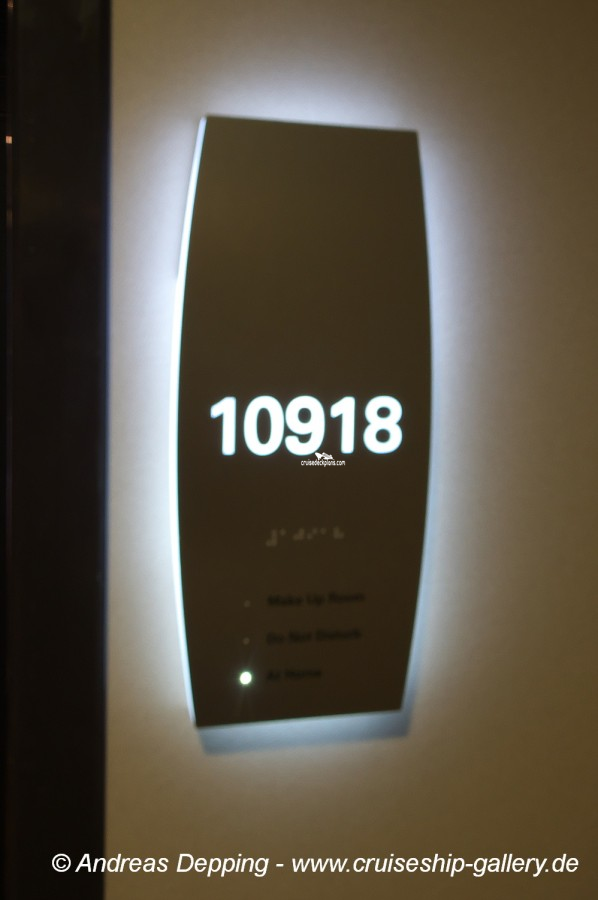 10918
cruisedeckplans.com
Make Up Room
Do Not Disturb
At Home
© Andreas Depping - www.cruiseship-gallery.de